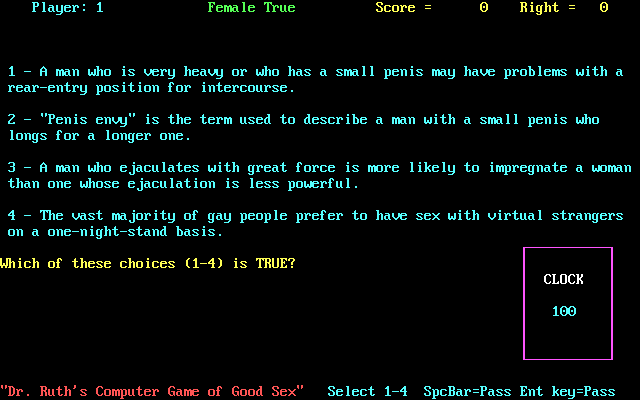 Player: 1 Female True Score = 0 Right = 0
1 - A man who is very heavy or who has a small penis may have problems with a
rear-entry position for intercourse.
2 - "Penis envy" is the term used to describe a man with a small penis who
longs for a longer one.
3 - A man who ejaculates with great force is more likely to impregnate a woman
than one whose ejaculation is less powerful.
4 - The vast majority of gay people prefer to have sex with virtual strangers
on a one-night-stand basis.
Which of these choices (1-4) is TRUE?
CLOCK
100
"Dr. Ruth's Computer Game of Good Sex" Select 1-4 SpcBar=Pass Ent key=Pass